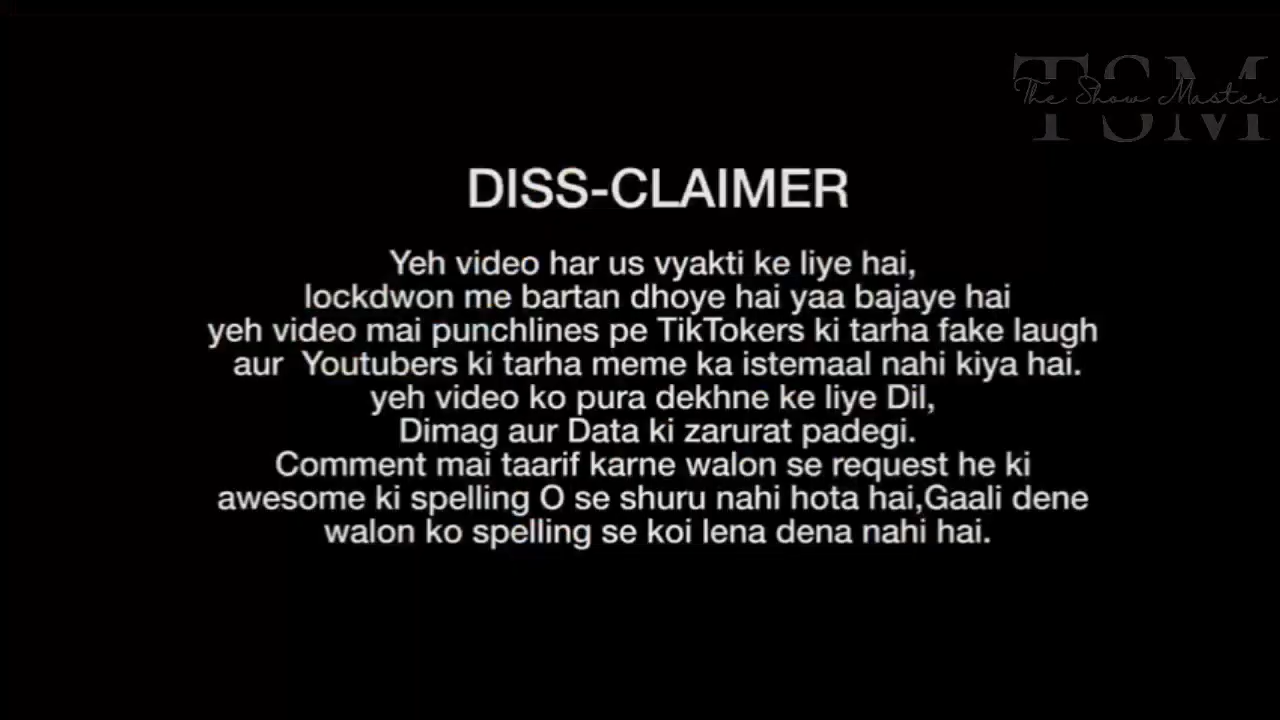 TSM
The Show Master
DISS-CLAIMER
Yeh video har us vyakti ke liye hai,
lockdwon me bartan dhoye hai yaa bajaye hai
yeh video mai punchlines pe TikTokers ki tarha fake laugh
aur  Youtubers ki tarha meme ka istemaal nahi kiya hai.
yeh video ko pura dekhne ke liye Dil,
Dimag aur Data ki zarurat padegi.
Comment mai taarif karne walon se request he ki
awesome ki spelling O se shuru nahi hota hai,Gaali dene
walon ko spelling se koi lena dena nahi hai.